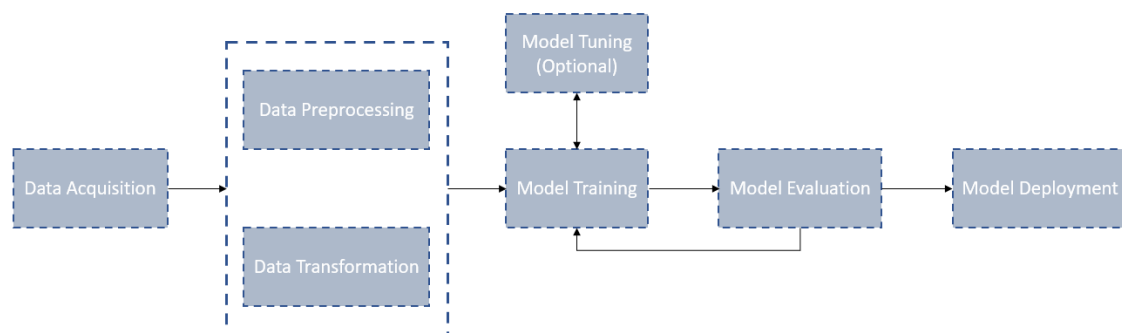 Data Acquisition
Data Preprocessing
Data Transformation
Model Tuning
(Optional)
Model Training
Model Evaluation
Model Deployment